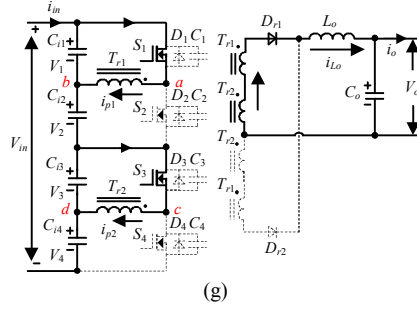 i_in
C_i1
V_1
S_1
D_1 C_1
T_r1
b
a
i_p1
C_i2
V_2
S_2
D_2 C_2
V_in
C_i3
V_3
S_3
D_3 C_3
T_r2
d
c
i_p2
C_i4
V_4
S_4
D_4 C_4
D_r1
L_o
T_r1
i_Lo
i_o
T_r2
C_o
V_o
T_r2
T_r1
D_r2
(g)